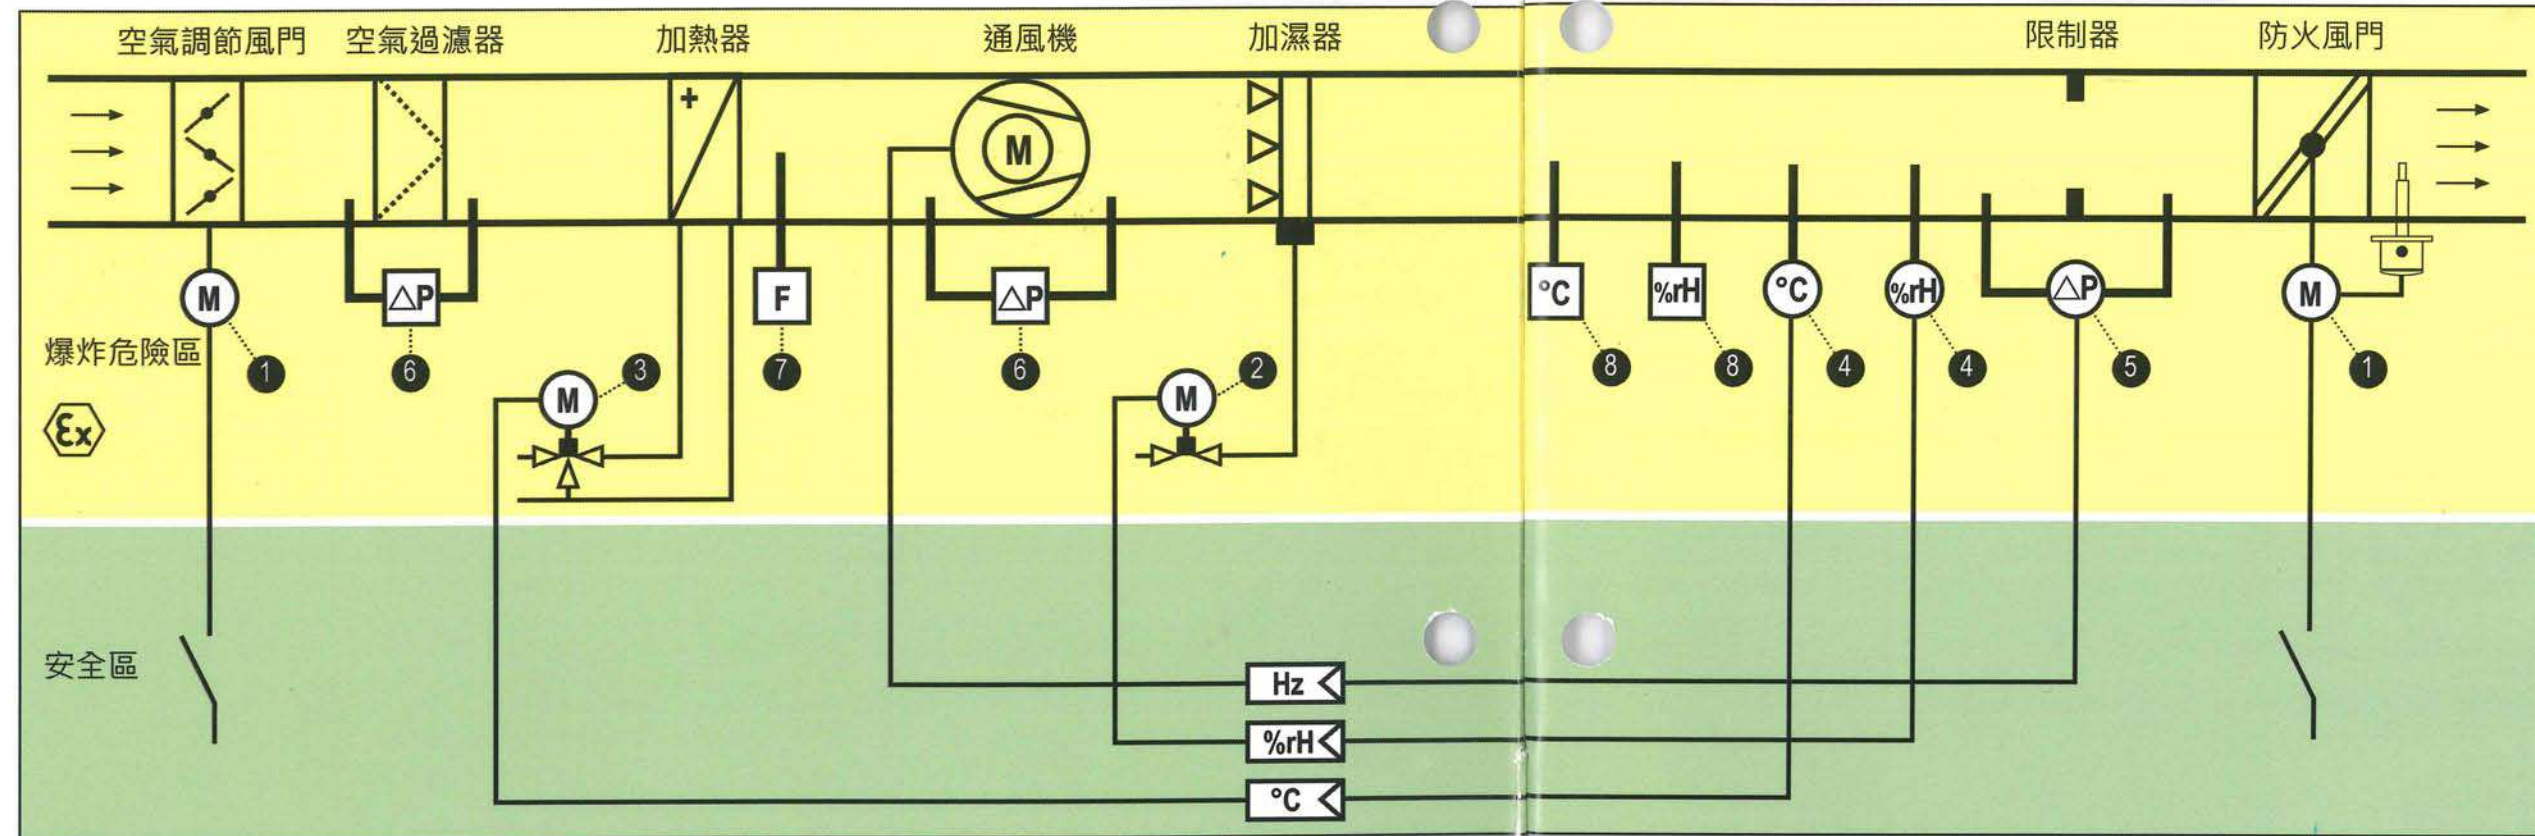 空氣調節風門 空氣過濾器 加熱器 通風機 加濕器 限制器 防火風門
+ M
M △P F △P °C %rH °C %rH △P M
爆炸危險區
1 6 3 7 6 2 8 8 4 4 5 1
M M
Ex
安全區
Hz
%rH
°C